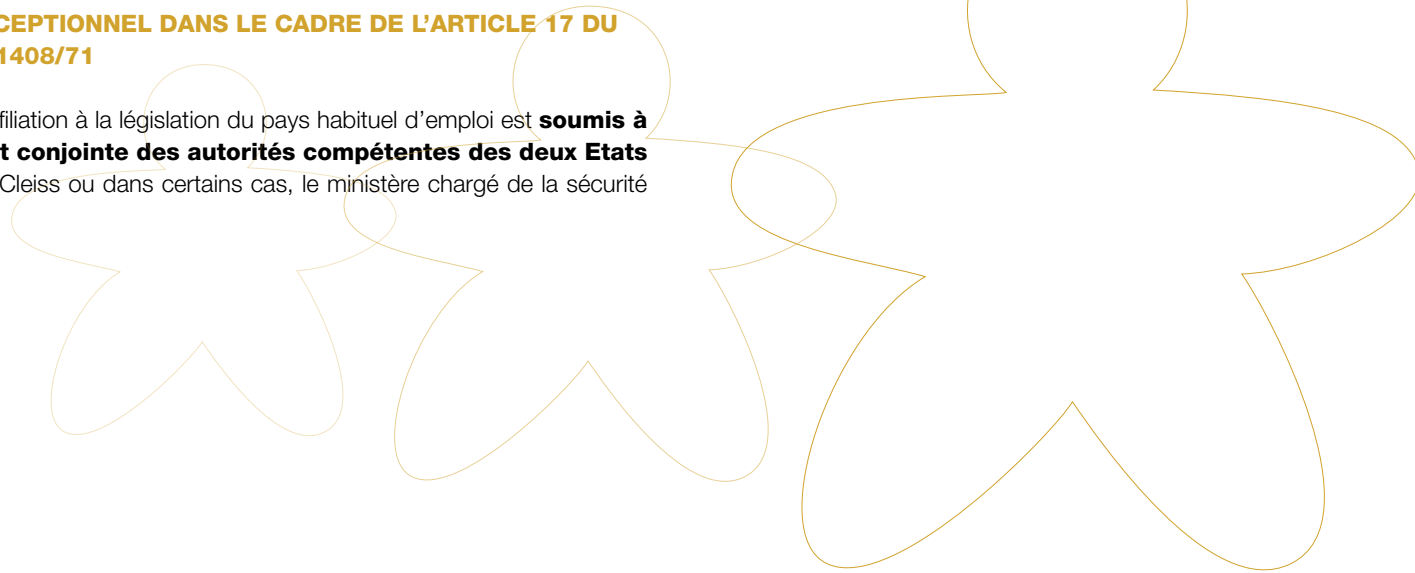 CEPTIONNEL DANS LE CADRE DE L’ARTICLE 17 DU
1408/71
filiation à la législation du pays habituel d’emploi est soumis à
t conjointe des autorités compétentes des deux Etats
Cleiss ou dans certains cas, le ministère chargé de la sécurité